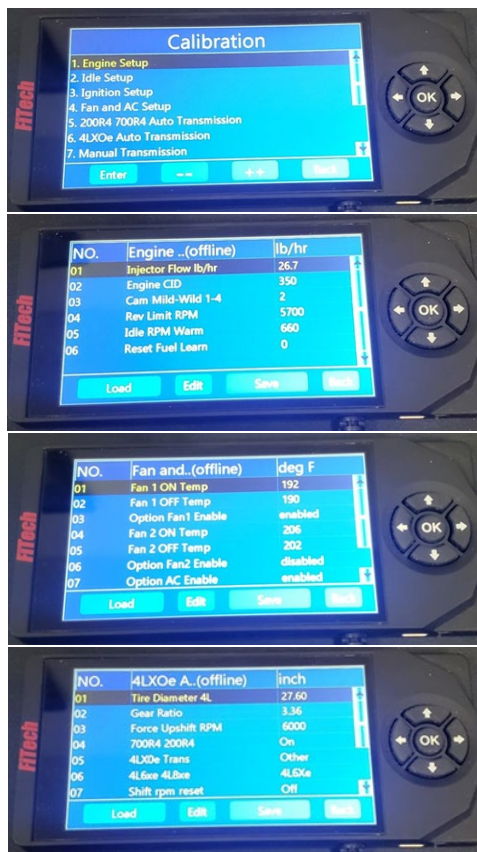 Calibration
1. Engine Setup
2. Idle Setup
3. Ignition Setup
4. Fan and AC Setup
5. 200R4 700R4 Auto Transmission
6. 4LXOe Auto Transmission
7. Manual Transmission
Enter -- ++ Back
FiTech
OK
NO. Engine ..(offline) lb/hr
01 Injector Flow lb/hr 26.7
02 Engine CID 350
03 Cam Mild-Wild 1-4 2
04 Rev Limit RPM 5700
05 Idle RPM Warm 660
06 Reset Fuel Learn 0
Load Edit Save Back
FiTech
OK
NO. Fan and..(offline) deg F
01 Fan 1 ON Temp 192
02 Fan 1 OFF Temp 190
03 Option Fan1 Enable enabled
04 Fan 2 ON Temp 206
05 Fan 2 OFF Temp 202
06 Option Fan2 Enable disabled
07 Option AC Enable enabled
Load Edit Save Back
FiTech
OK
NO. 4LXOe A..(offline) inch
01 Tire Diameter 4L 27.60
02 Gear Ratio 3.36
03 Force Upshift RPM 6000
04 700R4 200R4 On
05 4LX0e Trans Other
06 4L6xe 4L8xe 4L6Xe
07 Shift rpm reset Off
Load Edit Save Back
FiTech
OK